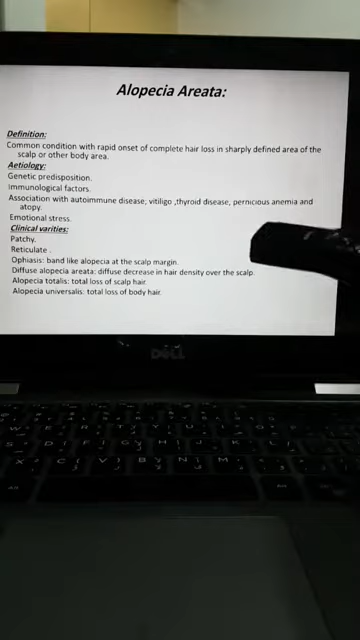 Alopecia Areata:
Definition:
Common condition with rapid onset of complete hair loss in sharply defined area of the
scalp or other body area.
Aetiology:
Genetic predisposition.
Immunological factors.
Association with autoimmune disease; vitiligo ,thyroid disease, pernicious anemia and
atopy.
Emotional stress.
Clinical varities:
Patchy.
Reticulate .
Ophiasis: band like alopecia at the scalp margin.
Diffuse alopecia areata: diffuse decrease in hair density over the scalp.
Alopecia totalis: total loss of scalp hair.
Alopecia universalis: total loss of body hair.
DELL